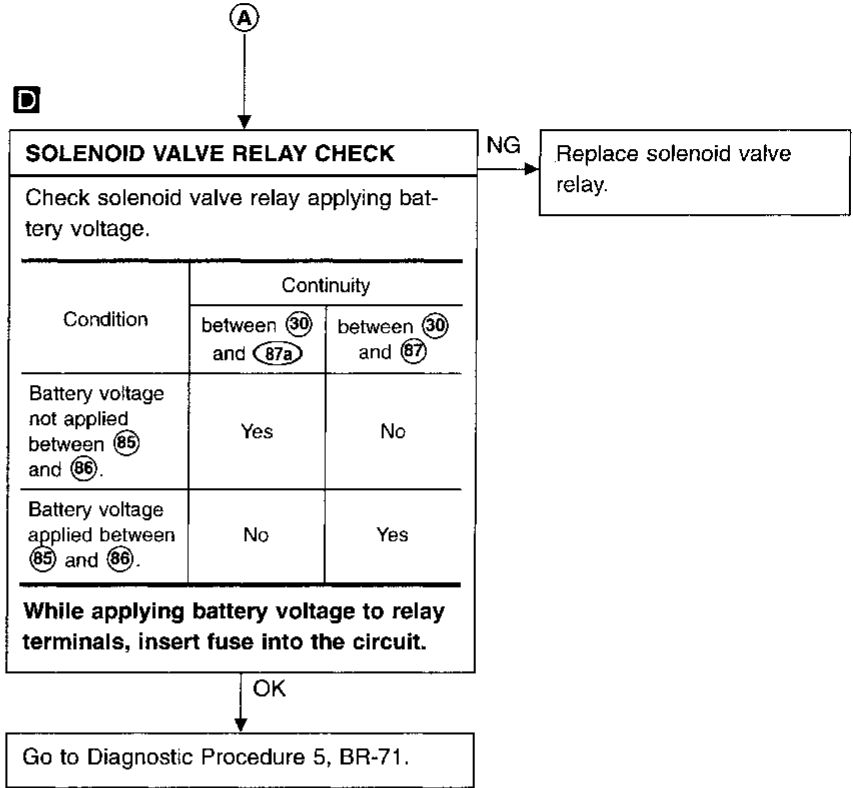 A
D
SOLENOID VALVE RELAY CHECK
NG
Replace solenoid valve
relay.
Check solenoid valve relay applying bat-
tery voltage.
Condition
Continuity
between 30
and 87a
between 30
and 87
Battery voltage
not applied
between 85
and 86.
Yes
No
Battery voltage
applied between
85 and 86.
No
Yes
While applying battery voltage to relay
terminals, insert fuse into the circuit.
OK
Go to Diagnostic Procedure 5, BR-71.